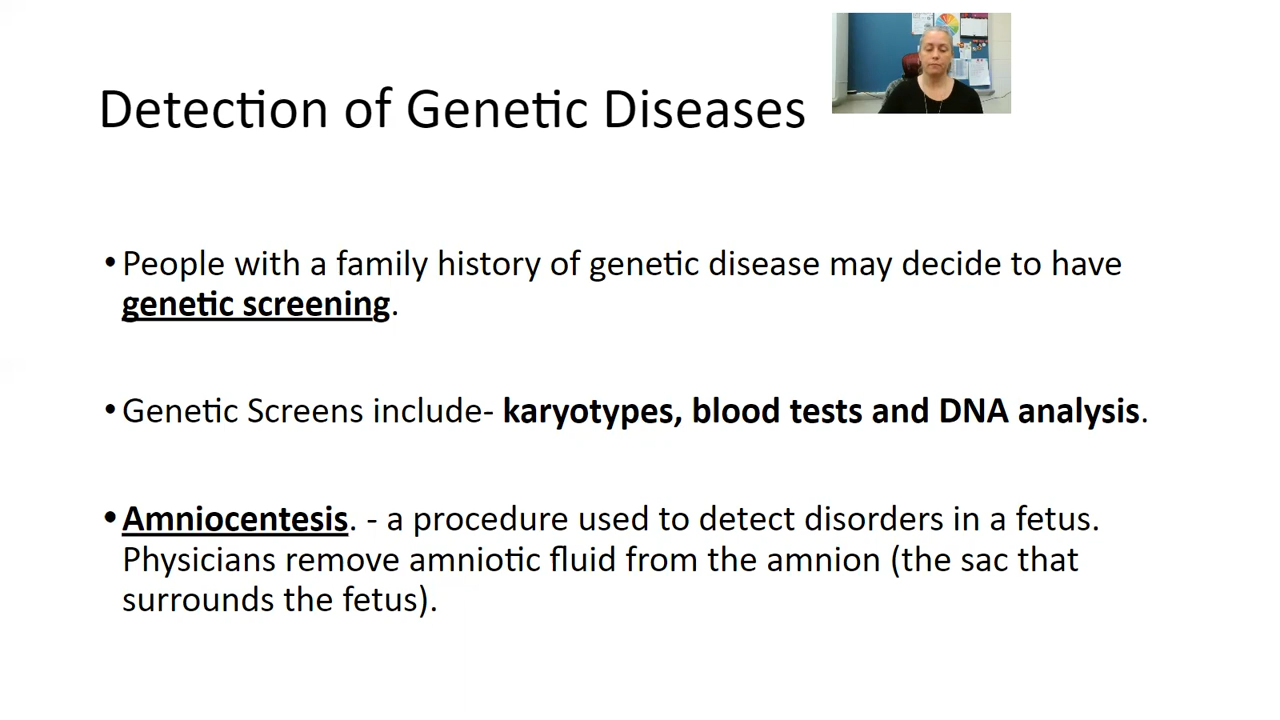 Detection of Genetic Diseases
• People with a family history of genetic disease may decide to have
genetic screening.
• Genetic Screens include- karyotypes, blood tests and DNA analysis.
• Amniocentesis. - a procedure used to detect disorders in a fetus.
Physicians remove amniotic fluid from the amnion (the sac that
surrounds the fetus).